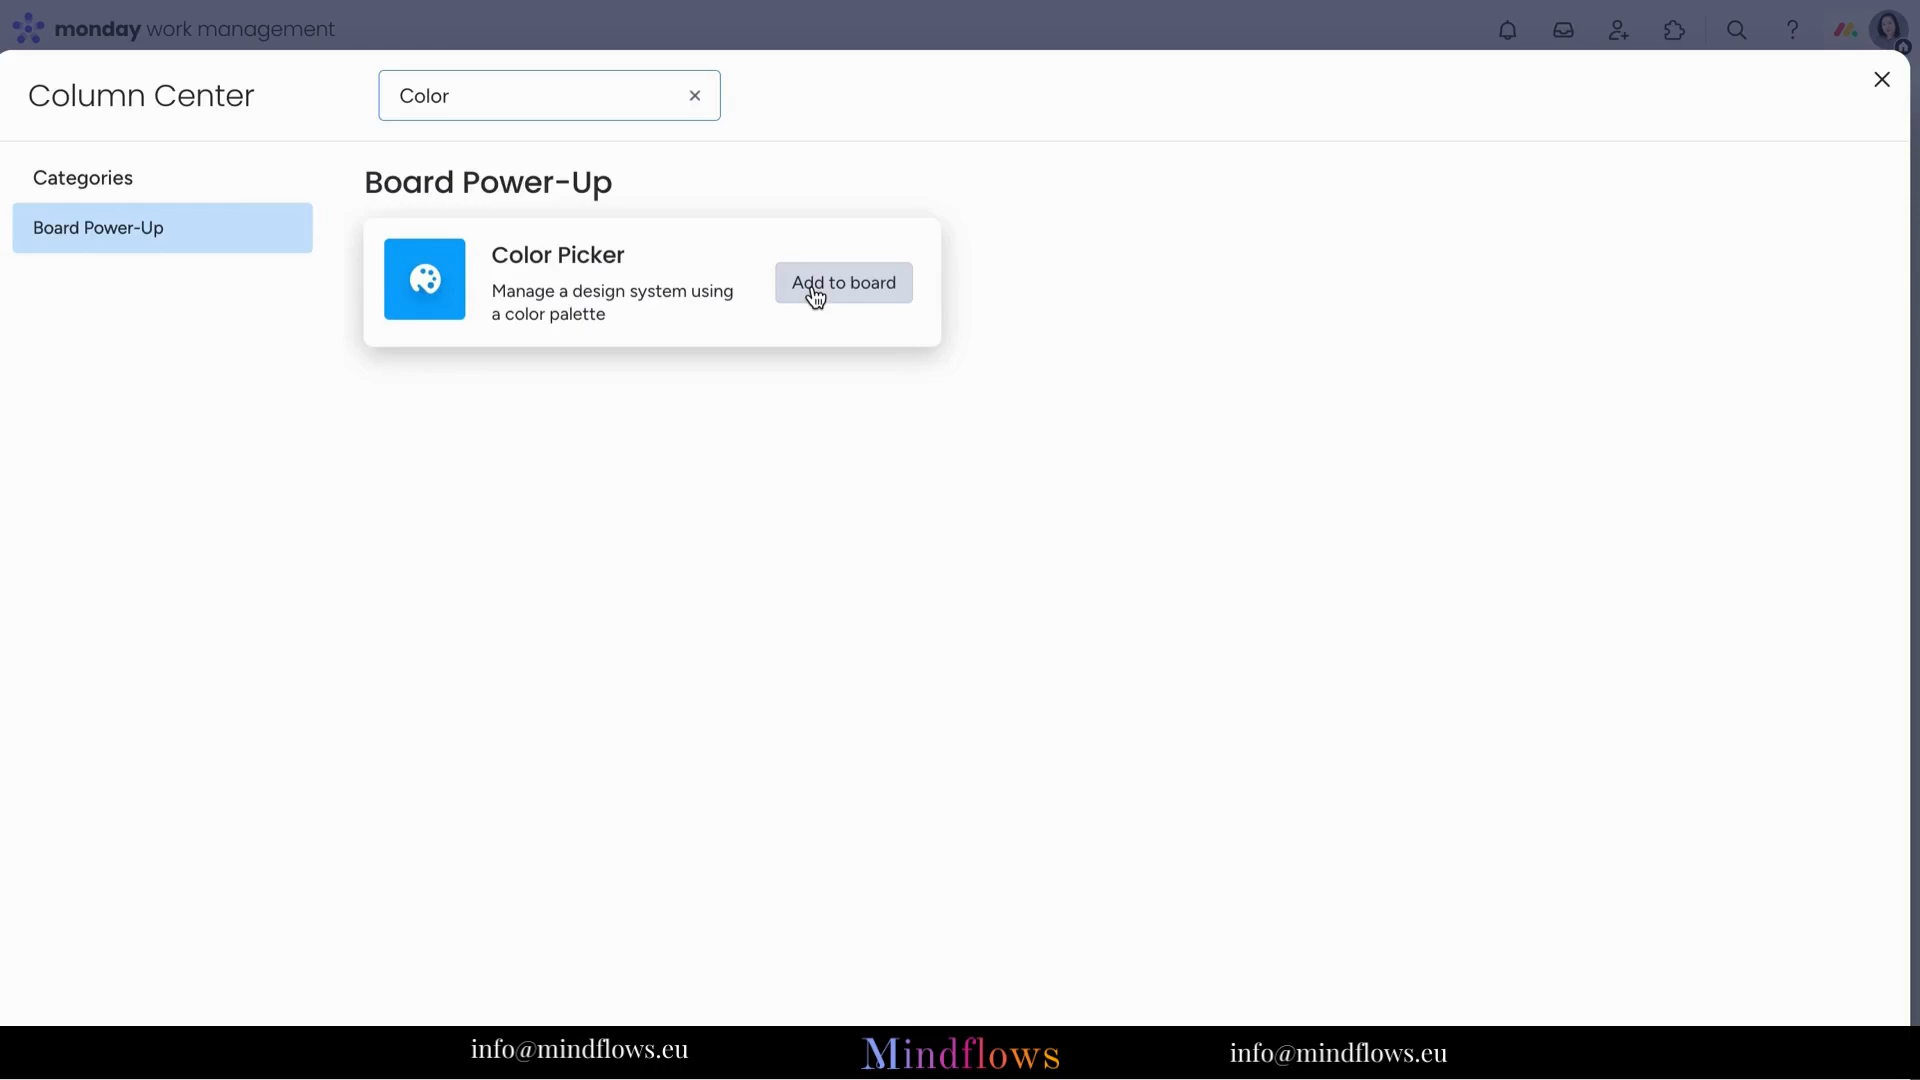 monday work management
Column Center
Color
Categories
Board Power-Up
Board Power-Up
Color Picker
Manage a design system using
a color palette
Add to board
info@mindflows.eu
Mindflows
info@mindflows.eu